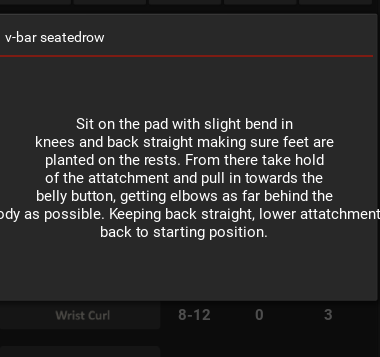 v-bar seatedrow
Sit on the pad with slight bend in
knees and back straight making sure feet are
planted on the rests. From there take hold
of the attatchment and pull in towards the
belly button, getting elbows as far behind the
ody as possible. Keeping back straight, lower attatchment
back to starting position.
Wrist Curl 8-12 0 3